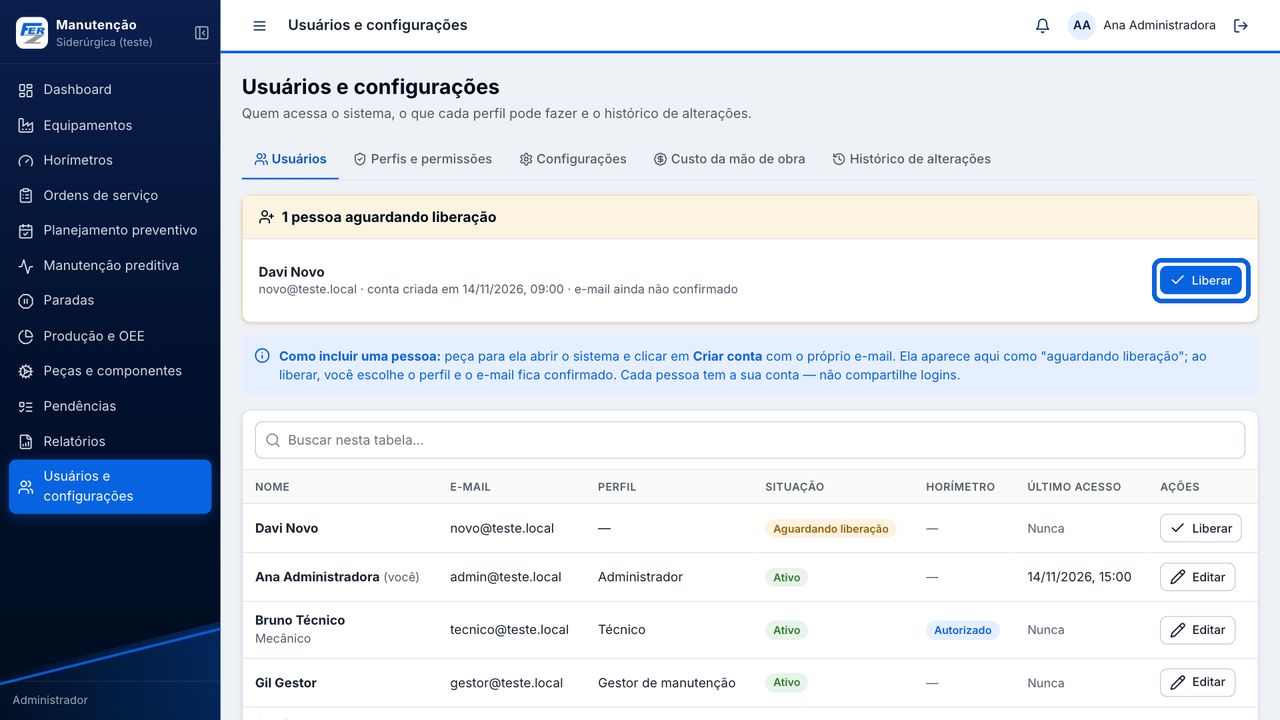 FER
Manutenção
Siderúrgica (teste)
Dashboard
Equipamentos
Horímetros
Ordens de serviço
Planejamento preventivo
Manutenção preditiva
Paradas
Produção e OEE
Peças e componentes
Pendências
Relatórios
Usuários e
configurações
Administrador
Usuários e configurações
AA Ana Administradora
Usuários e configurações
Quem acessa o sistema, o que cada perfil pode fazer e o histórico de alterações.
Usuários Perfis e permissões Configurações Custo da mão de obra Histórico de alterações
1 pessoa aguardando liberação
Davi Novo
novo@teste.local · conta criada em 14/11/2026, 09:00 · e-mail ainda não confirmado
Liberar
Como incluir uma pessoa: peça para ela abrir o sistema e clicar em Criar conta com o próprio e-mail. Ela aparece aqui como "aguardando liberação"; ao
liberar, você escolhe o perfil e o e-mail fica confirmado. Cada pessoa tem a sua conta — não compartilhe logins.
Buscar nesta tabela...
NOME E-MAIL PERFIL SITUAÇÃO HORÍMETRO ÚLTIMO ACESSO AÇÕES
Davi Novo novo@teste.local — Aguardando liberação — Nunca Liberar
Ana Administradora (você) admin@teste.local Administrador Ativo — 14/11/2026, 15:00 Editar
Bruno Técnico
Mecânico
tecnico@teste.local Técnico Ativo Autorizado Nunca Editar
Gil Gestor gestor@teste.local Gestor de manutenção Ativo — Nunca Editar